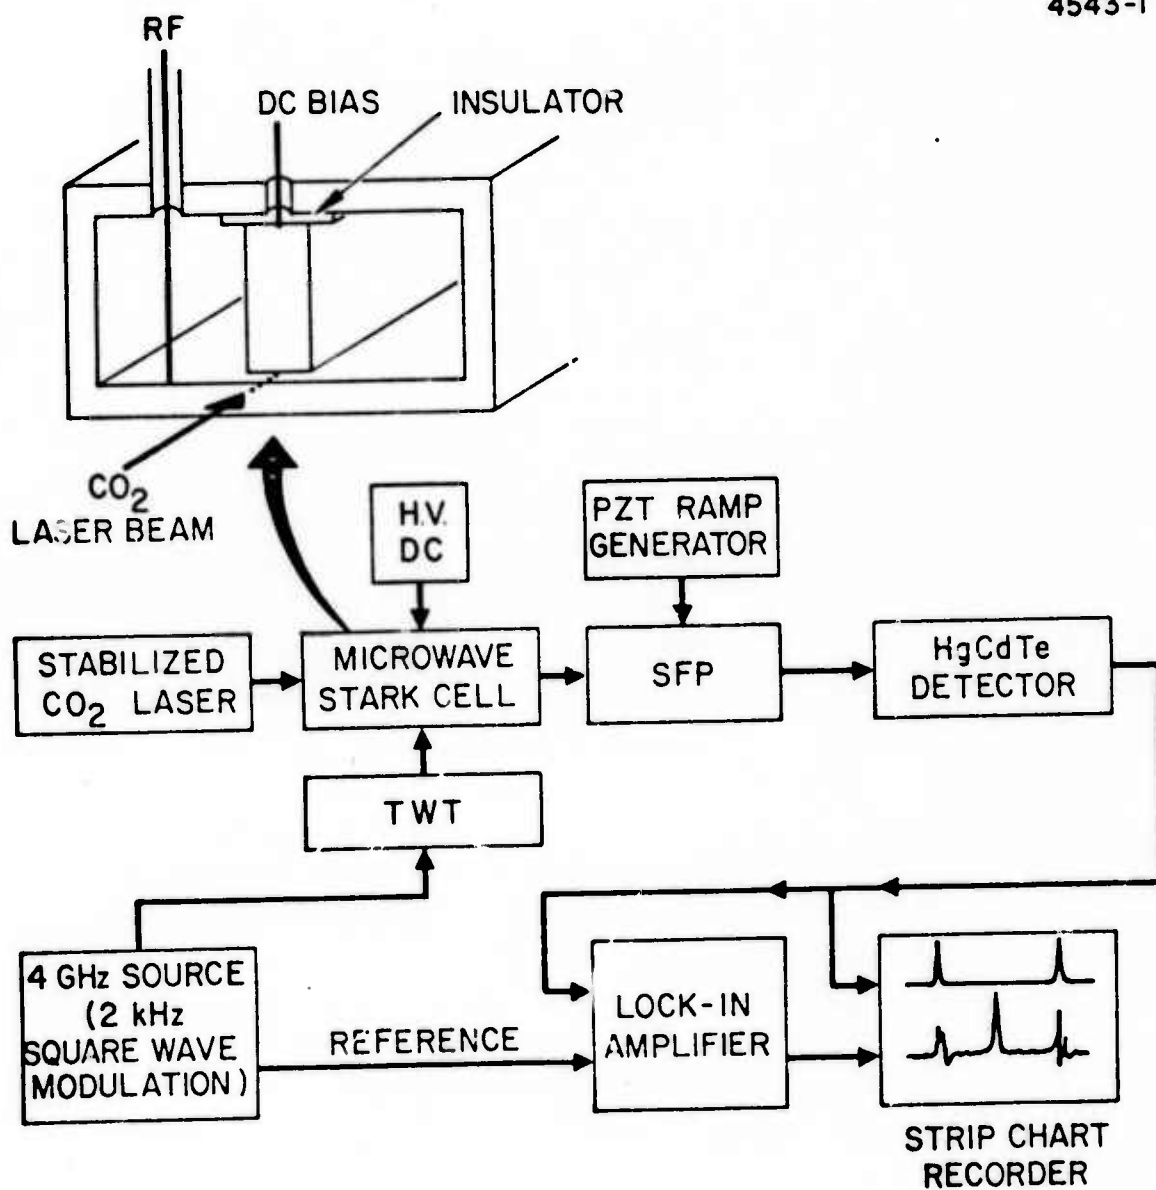 4543-1
RF
DC BIAS
INSULATOR
CO2
LASER BEAM
H.V.
DC
PZT RAMP
GENERATOR
STABILIZED
CO2 LASER
MICROWAVE
STARK CELL
SFP
HgCdTe
DETECTOR
TWT
4 GHz SOURCE
(2 kHz
SQUARE WAVE
MODULATION)
REFERENCE
LOCK-IN
AMPLIFIER
STRIP CHART
RECORDER